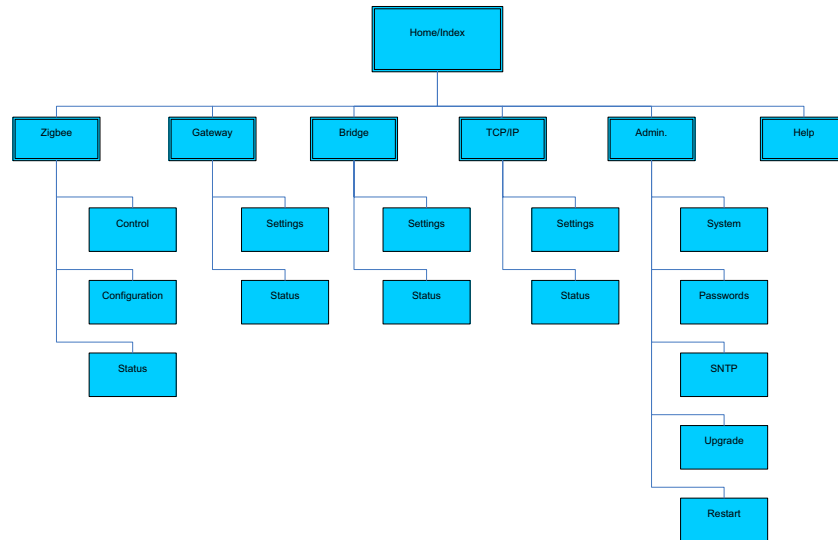 Home/Index
Zigbee
Gateway
Bridge
TCP/IP
Admin.
Help
Control
Settings
Settings
Settings
System
Configuration
Status
Status
Status
Passwords
Status
SNTP
Upgrade
Restart